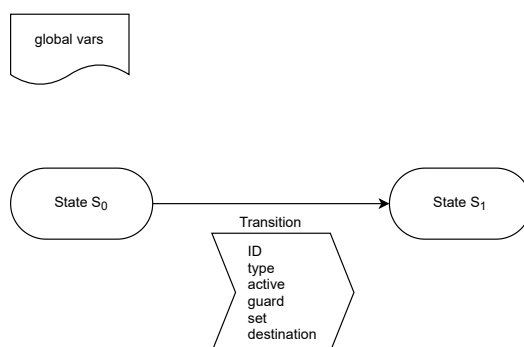 global vars
State S₀
State S₁
Transition
ID
type
active
guard
set
destination